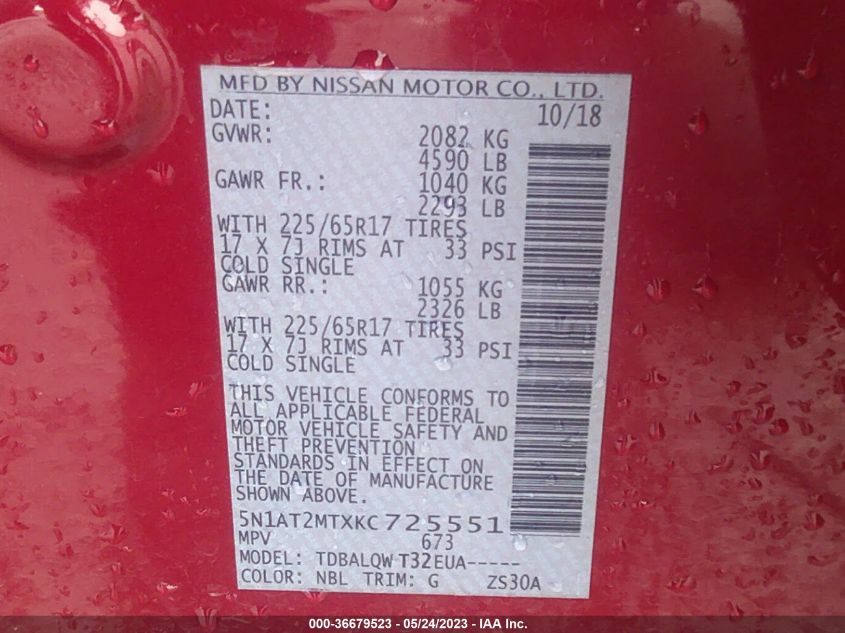 MFD BY NISSAN MOTOR CO., LTD.
DATE: 10/18
GVWR: 2082 KG
4590 LB
GAWR FR.: 1040 KG
2293 LB
WITH 225/65R17 TIRES
17 X 7J RIMS AT 33 PSI
COLD SINGLE
GAWR RR.: 1055 KG
2326 LB
WITH 225/65R17 TIRES
17 X 7J RIMS AT 33 PSI
COLD SINGLE
THIS VEHICLE CONFORMS TO
ALL APPLICABLE FEDERAL
MOTOR VEHICLE SAFETY AND
THEFT PREVENTION
STANDARDS IN EFFECT ON
THE DATE OF MANUFACTURE
SHOWN ABOVE.
5N1AT2MTXKC725551
MPV 673
MODEL: TDBALQW T32EUA-----
COLOR: NBL TRIM: G ZS30A
000-36679523 - 05/24/2023 - IAA Inc.